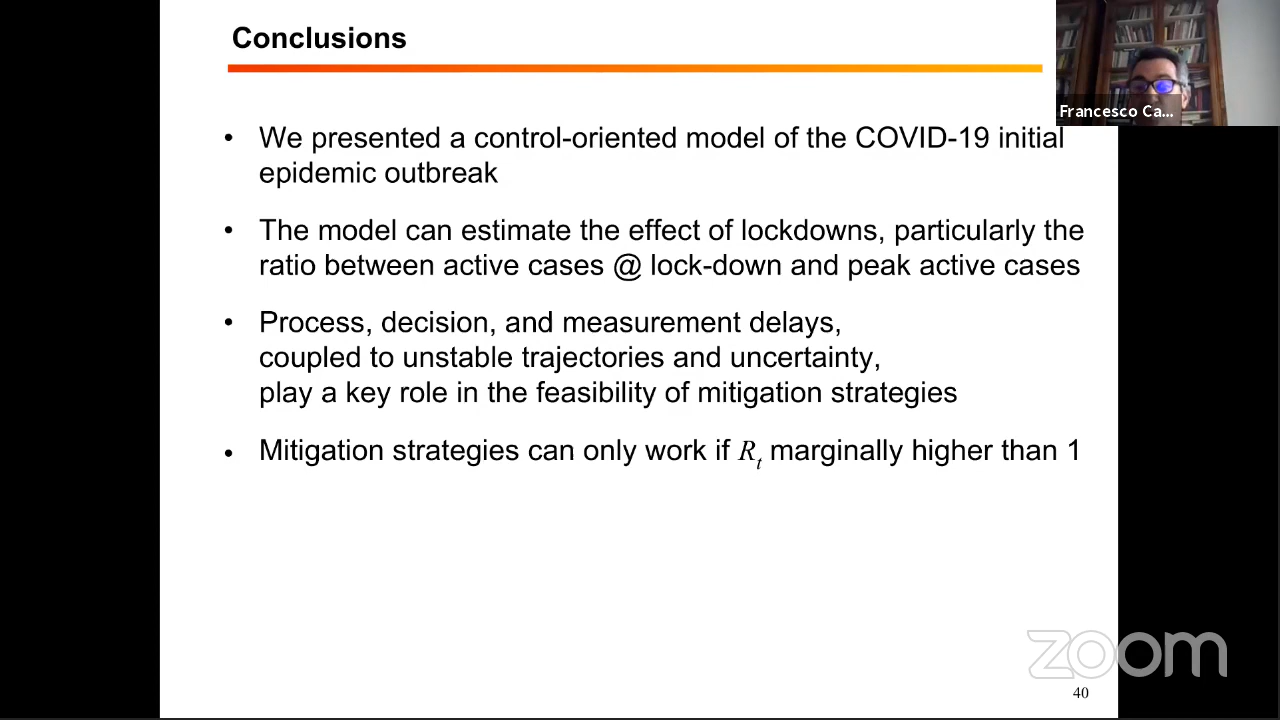 Conclusions
Francesco Ca...
• We presented a control-oriented model of the COVID-19 initial
epidemic outbreak
• The model can estimate the effect of lockdowns, particularly the
ratio between active cases @ lock-down and peak active cases
• Process, decision, and measurement delays,
coupled to unstable trajectories and uncertainty,
play a key role in the feasibility of mitigation strategies
• Mitigation strategies can only work if Rt marginally higher than 1
zoom
40